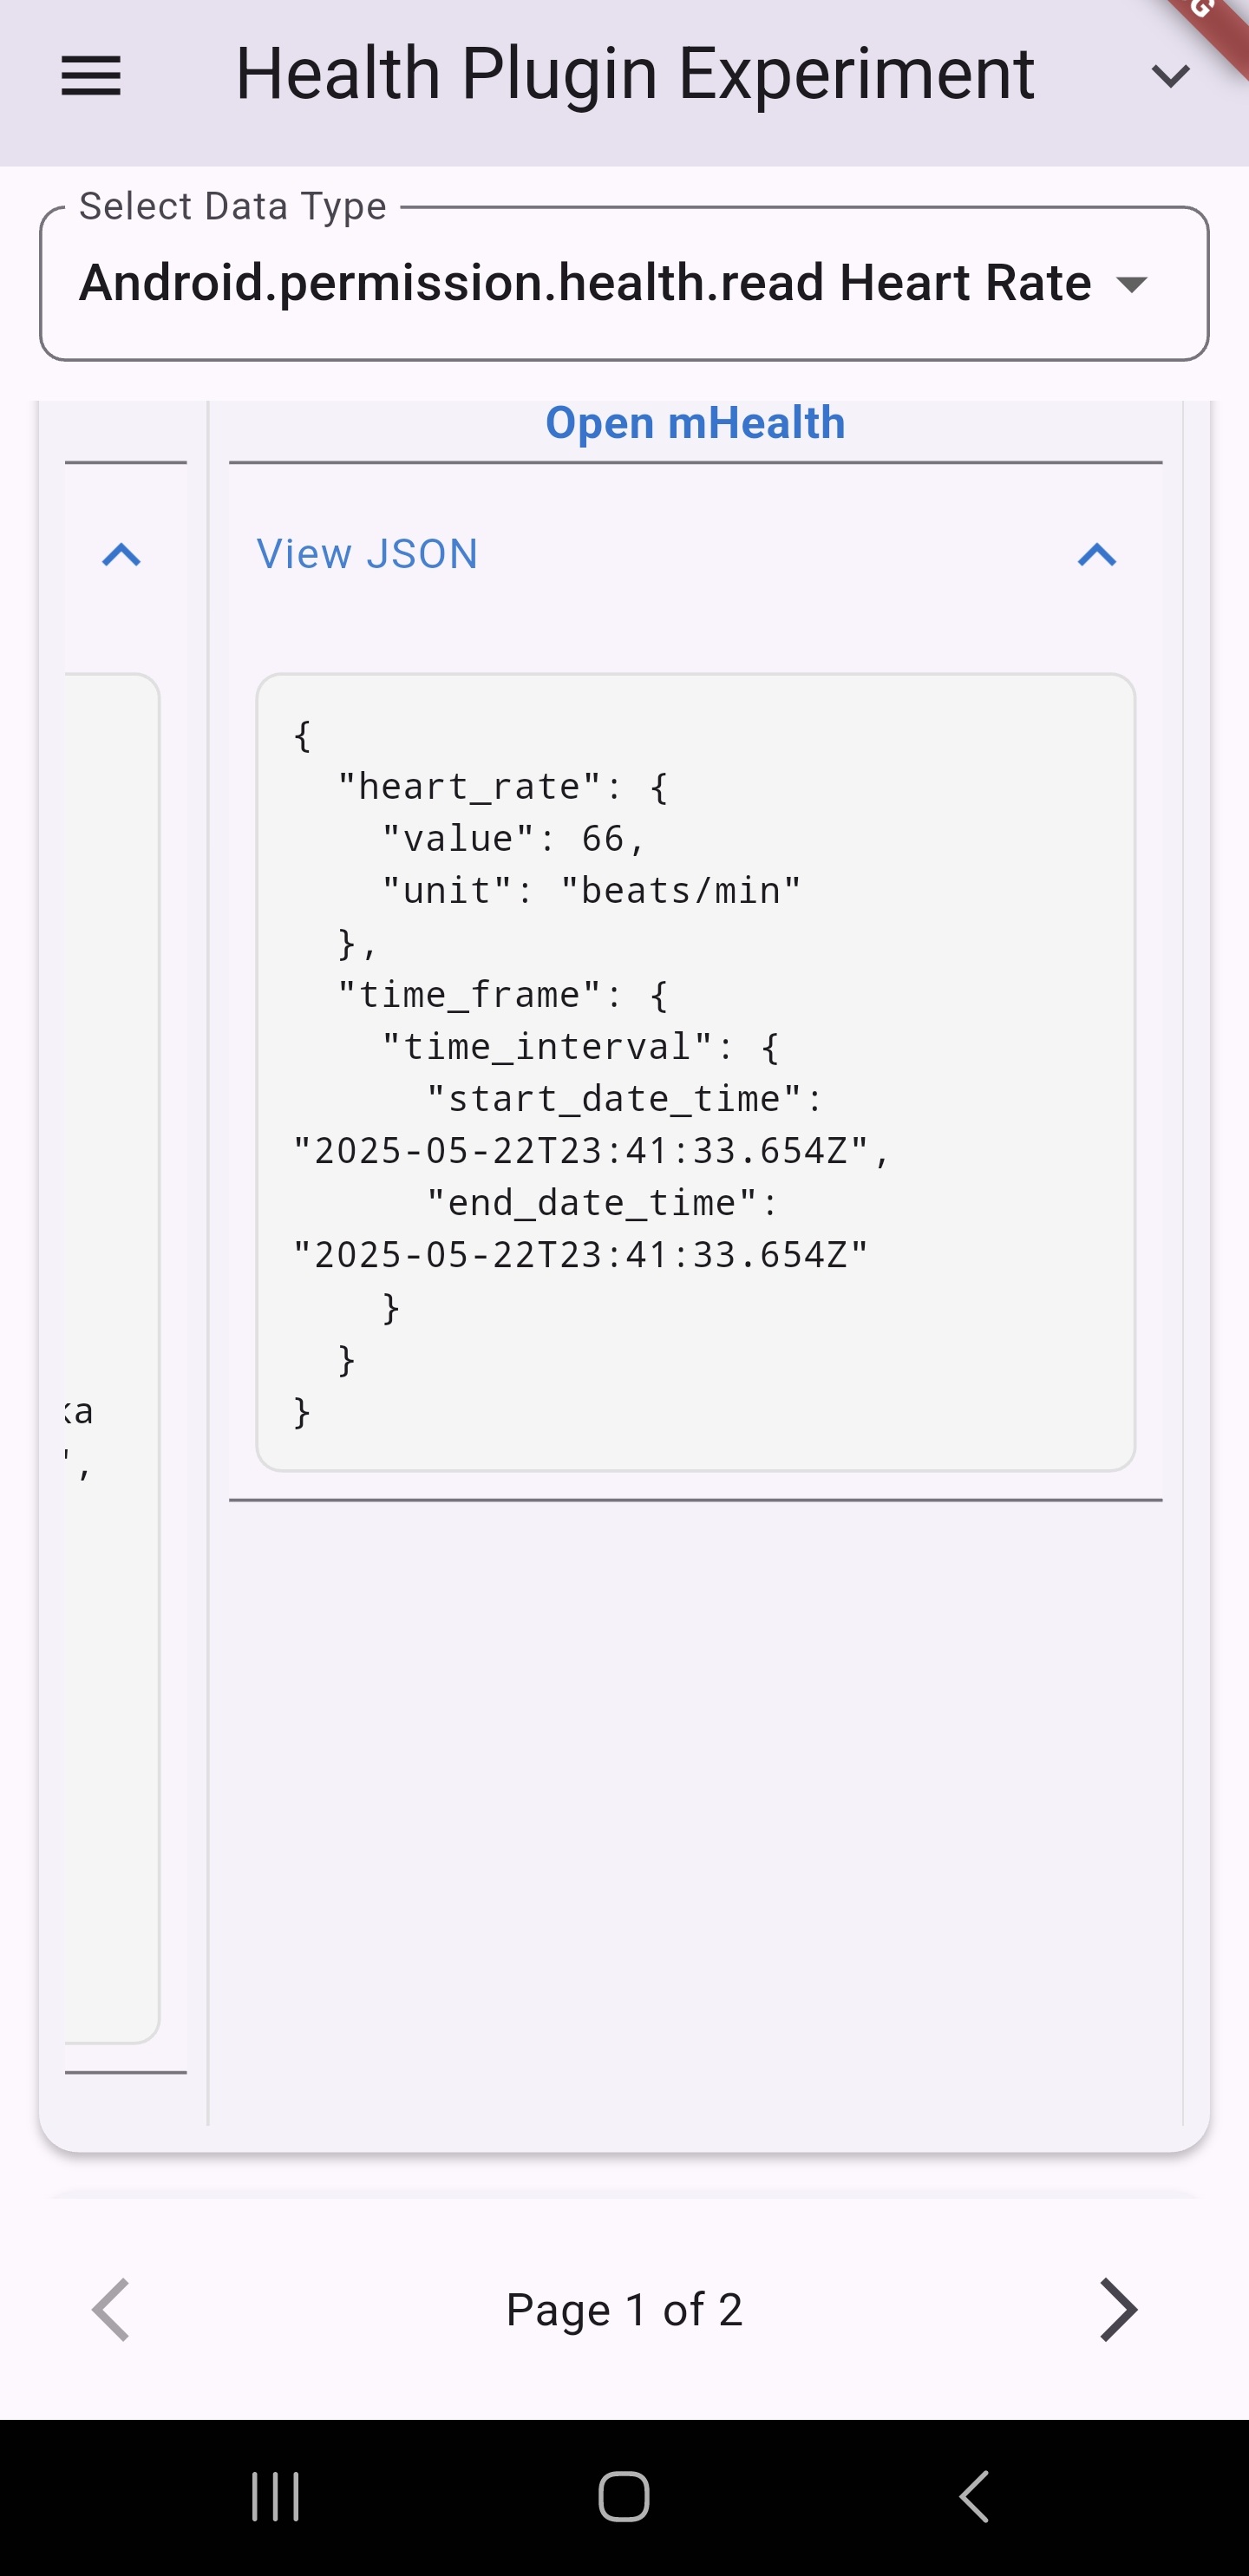 Health Plugin Experiment
Select Data Type
Android.permission.health.read Heart Rate
Open mHealth
View JSON
{
  "heart_rate": {
    "value": 66,
    "unit": "beats/min"
  },
  "time_frame": {
    "time_interval": {
      "start_date_time":
"2025-05-22T23:41:33.654Z",
      "end_date_time":
"2025-05-22T23:41:33.654Z"
    }
  }
}
Page 1 of 2